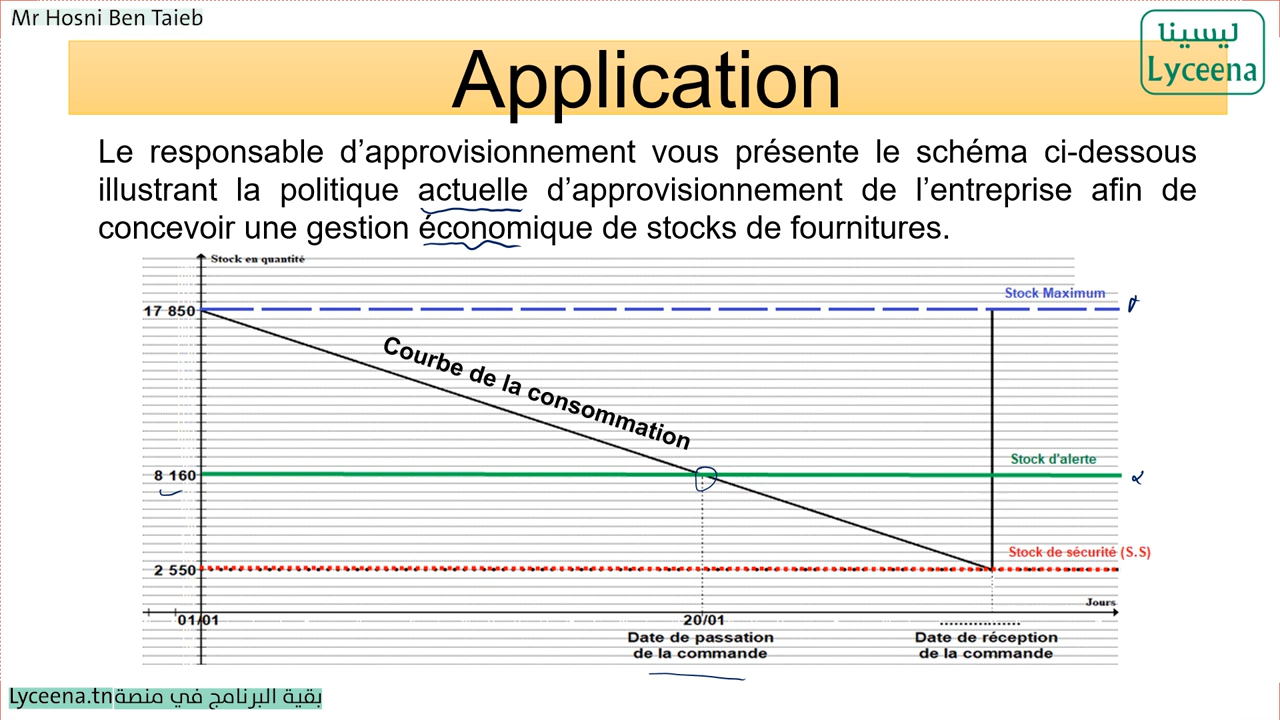 Mr Hosni Ben Taieb
ليسينا
Lyceena
Application
Le responsable d’approvisionnement vous présente le schéma ci-dessous
illustrant la politique actuelle d’approvisionnement de l’entreprise afin de
concevoir une gestion économique de stocks de fournitures.
Stock en quantité
Stock Maximum
17 850
Courbe de la consommation
Stock d'alerte
8 160
Stock de sécurité (S.S)
2 550
Jours
01/01
20/01
..................
Date de passation
de la commande
Date de réception
de la commande
Lyceena.tn بقية البرنامج في منصة